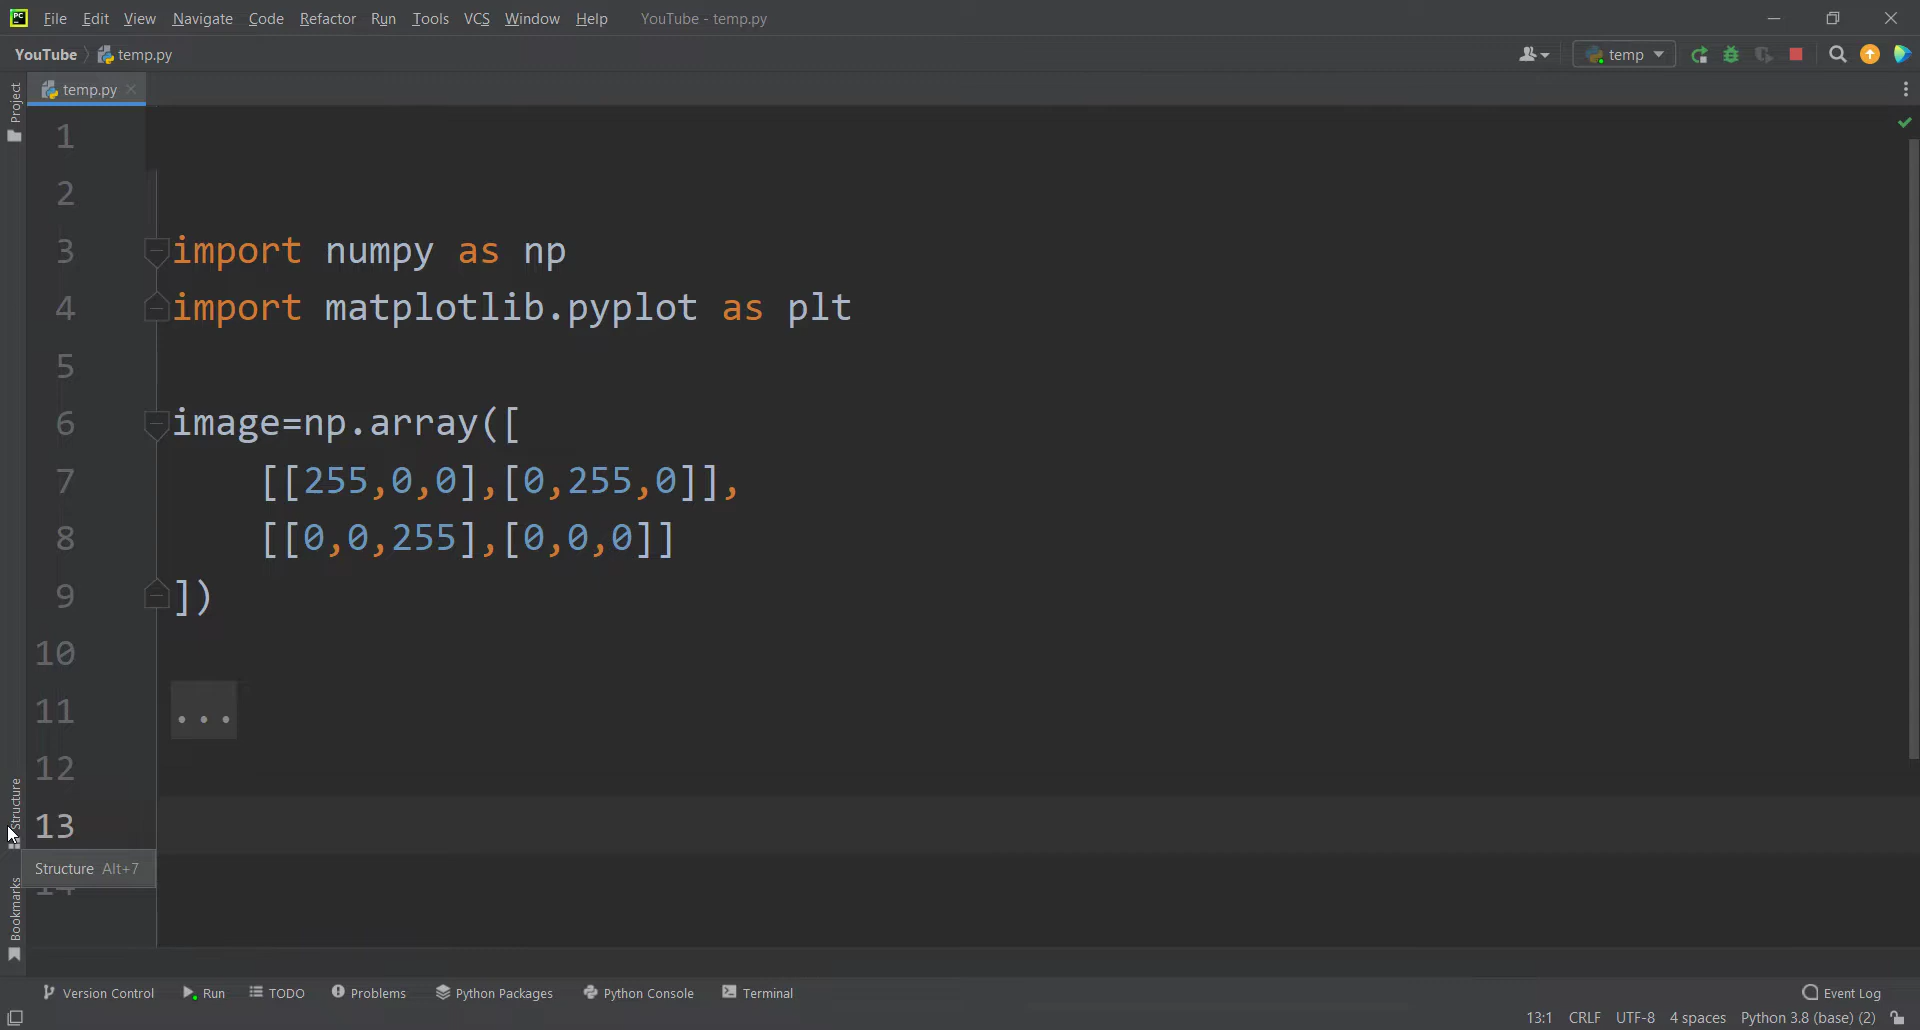 PC File Edit View Navigate Code Refactor Run Tools VCS Window Help YouTube - temp.py
YouTube temp.py temp
temp.py
Project
1
2
3 import numpy as np
4 import matplotlib.pyplot as plt
5
6 image=np.array([
7 [[255,0,0],[0,255,0]],
8 [[0,0,255],[0,0,0]]
9 ])
10
11 ...
12
13
Structure
Structure Alt+7
Bookmarks
Version Control Run TODO Problems Python Packages Python Console Terminal Event Log
13:1 CRLF UTF-8 4 spaces Python 3.8 (base) (2)